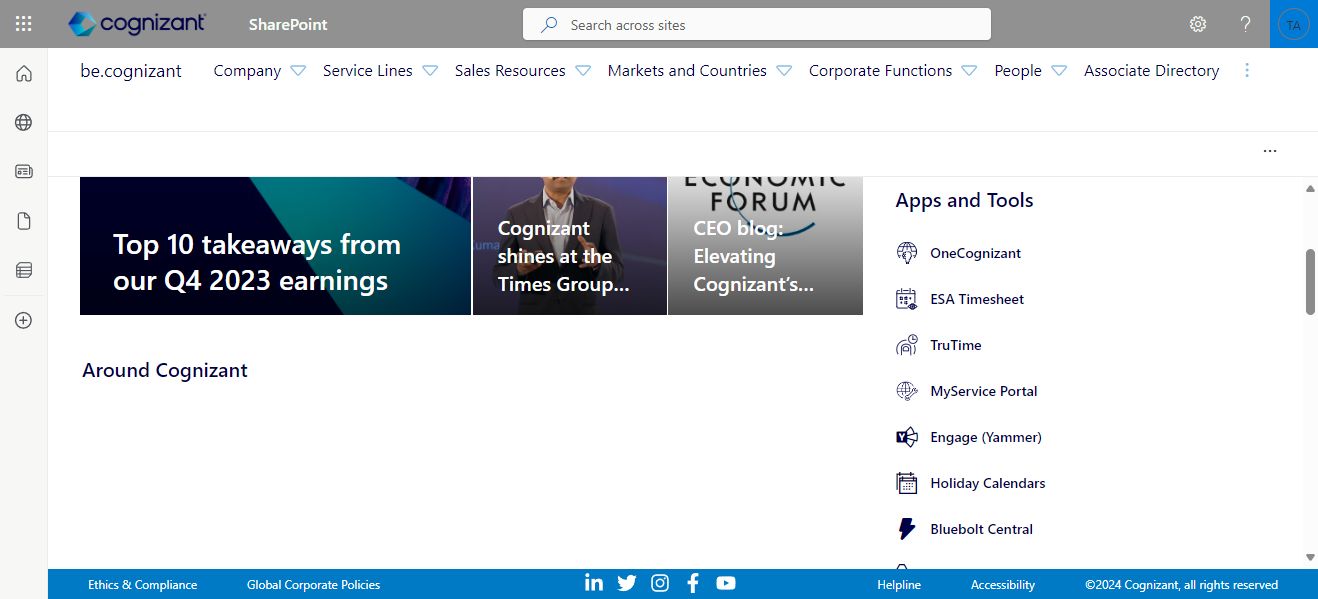 cognizant
SharePoint
Search across sites
?
TA
be.cognizant
Company
Service Lines
Sales Resources
Markets and Countries
Corporate Functions
People
Associate Directory
Top 10 takeaways from
our Q4 2023 earnings
Cognizant
shines at the
Times Group...
ECONOMIC
FORUM
CEO blog:
Elevating
Cognizant’s...
Apps and Tools
OneCognizant
ESA Timesheet
TruTime
MyService Portal
Engage (Yammer)
Holiday Calendars
Bluebolt Central
Around Cognizant
Ethics & Compliance
Global Corporate Policies
Helpline
Accessibility
©2024 Cognizant, all rights reserved